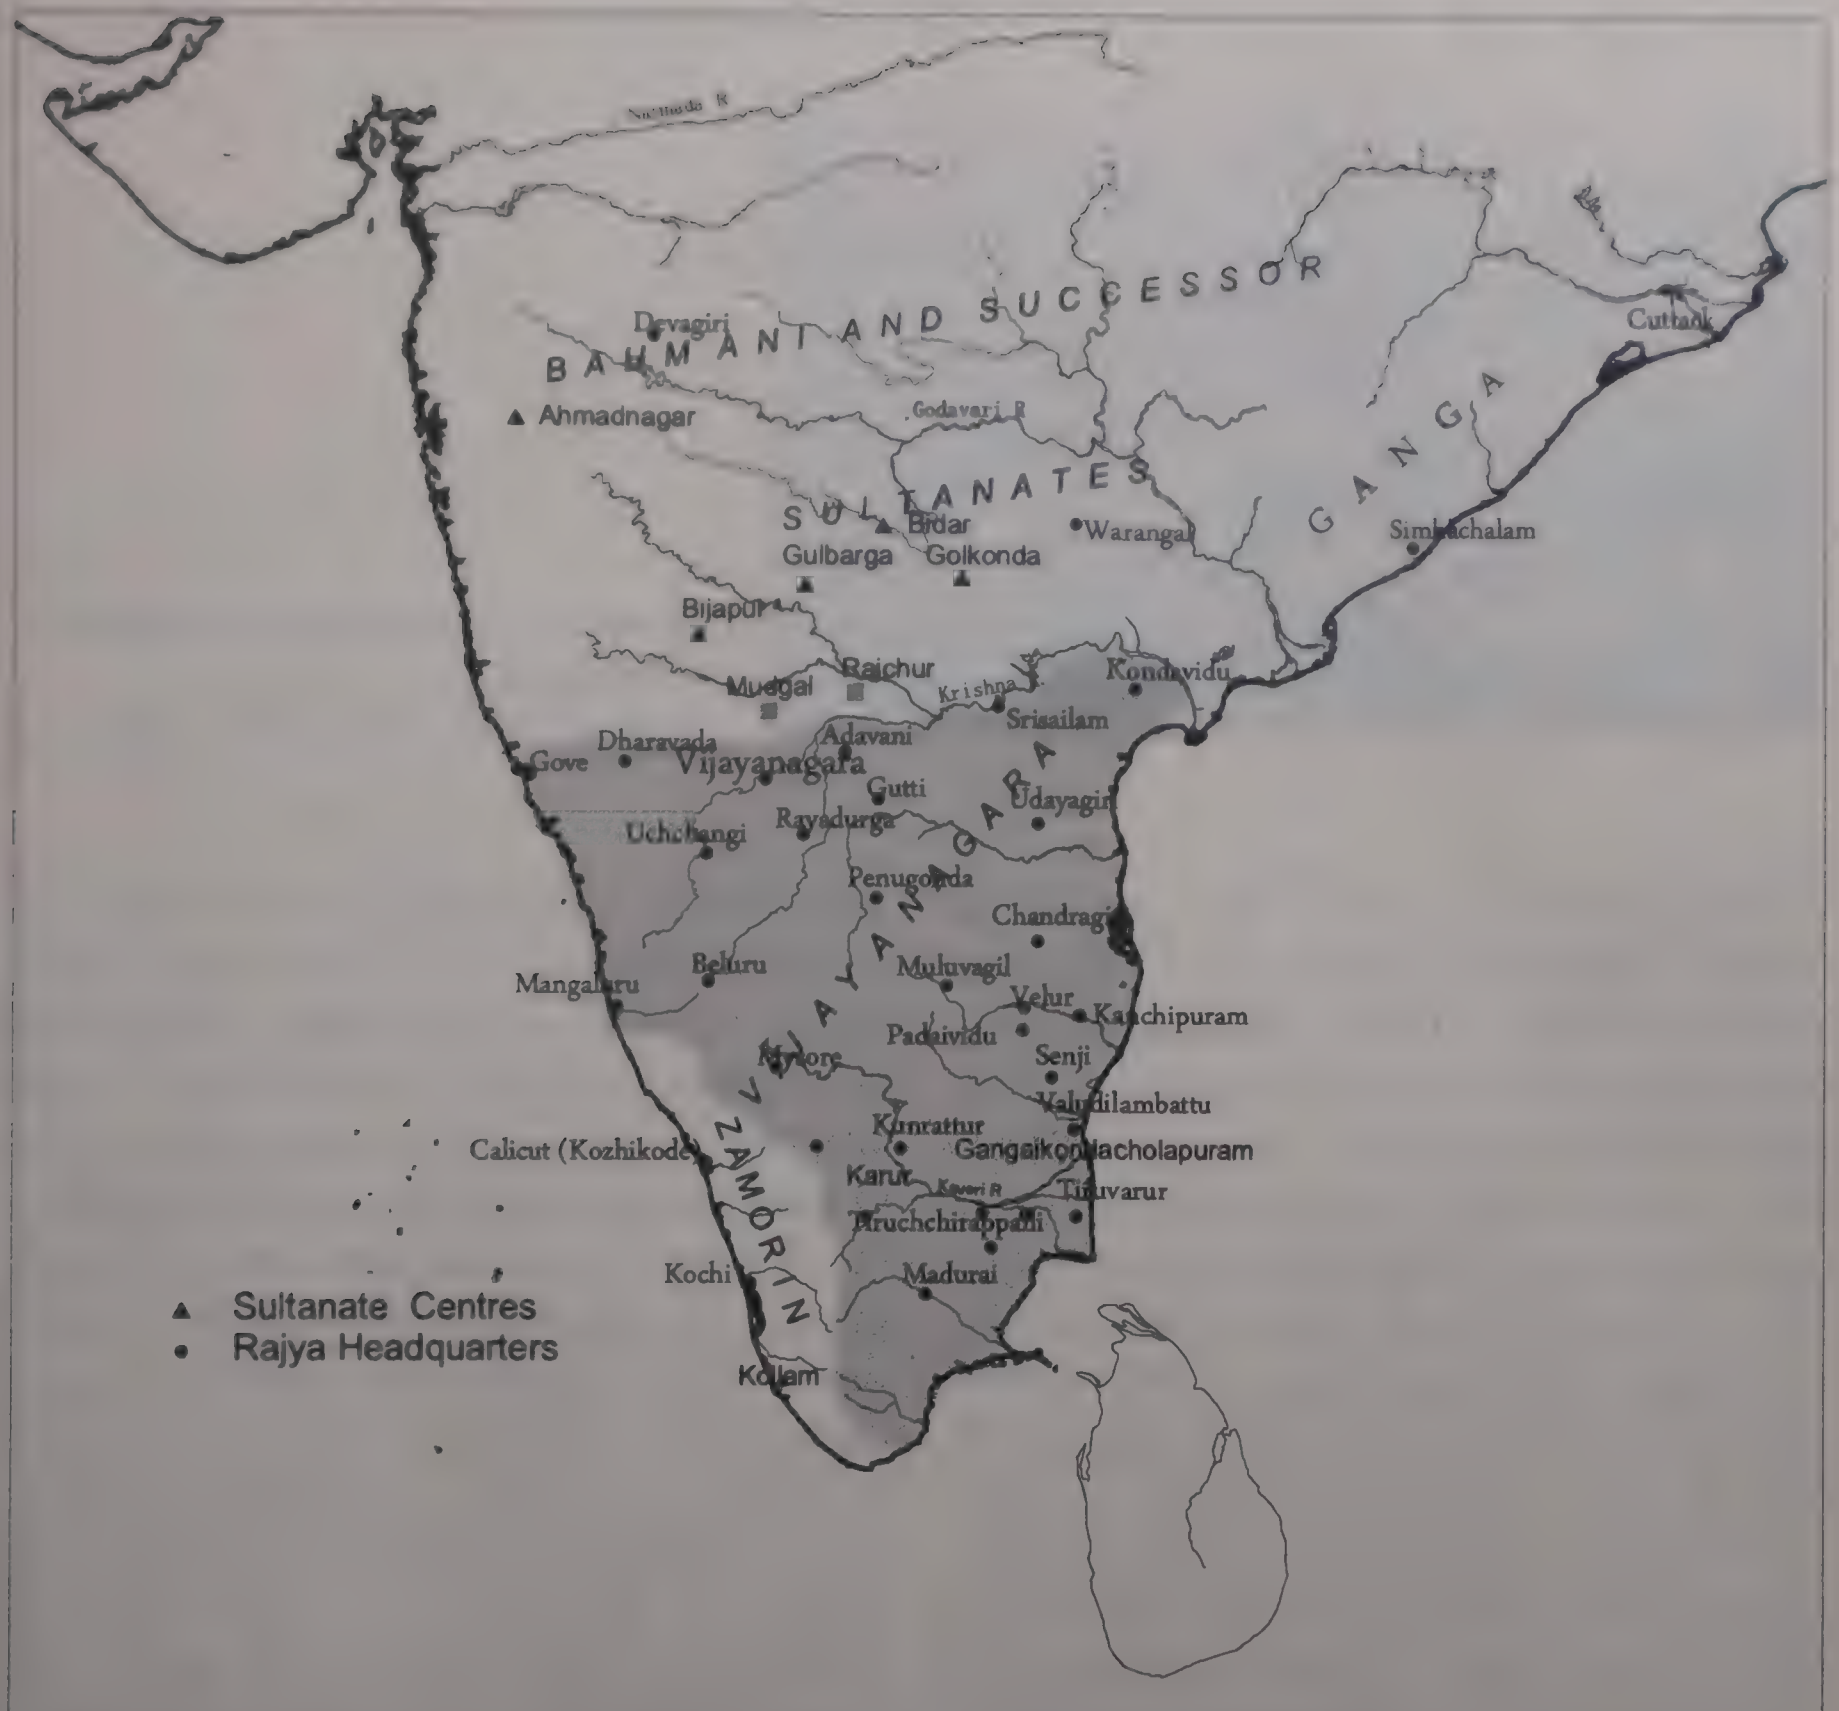 Narmada R
BAHMANI AND SUCCESSOR
Devagiri
Cuttack
Ahmadnagar
Godavari R
GANGA
SULTANATES
Bidar
Warangal
Simhachalam
Gulbarga
Golkonda
Bijapur
Raichur
Mudgal
Krishna
Kondavidu
Srisailam
Dharavada
Adavani
Gove
Vijayanagara
Gutti
Udayagiri
Uchchangi
Rayadurga
VIJAYANAGARA
Penugonda
Chandragi
Beluru
Muluvagil
Mangaluru
Velur
Kanchipuram
Padaividu
Senji
Mysore
Valudilambattu
Kunrattur
Calicut (Kozhikode)
Gangaikondacholapuram
ZAMORIN
Karur
Kaveri R
Tiruvarur
Tiruchchirappalli
Kochi
Madurai
Sultanate Centres
Rajya Headquarters
Kollam